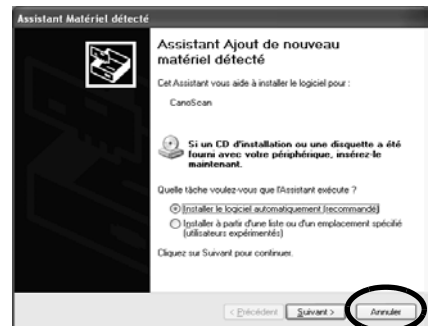 Assistant Matériel détecté
Assistant Ajout de nouveau
matériel détecté
Cet Assistant vous aide à installer le logiciel pour :
CanoScan
Si un CD d'installation ou une disquette a été
fourni avec votre périphérique, insérez-le
maintenant.
Quelle tâche voulez-vous que l'Assistant exécute ?
Installer le logiciel automatiquement (recommandé)
Installer à partir d'une liste ou d'un emplacement spécifié
(utilisateurs expérimentés)
Cliquez sur Suivant pour continuer.
< Précédent
Suivant >
Annuler